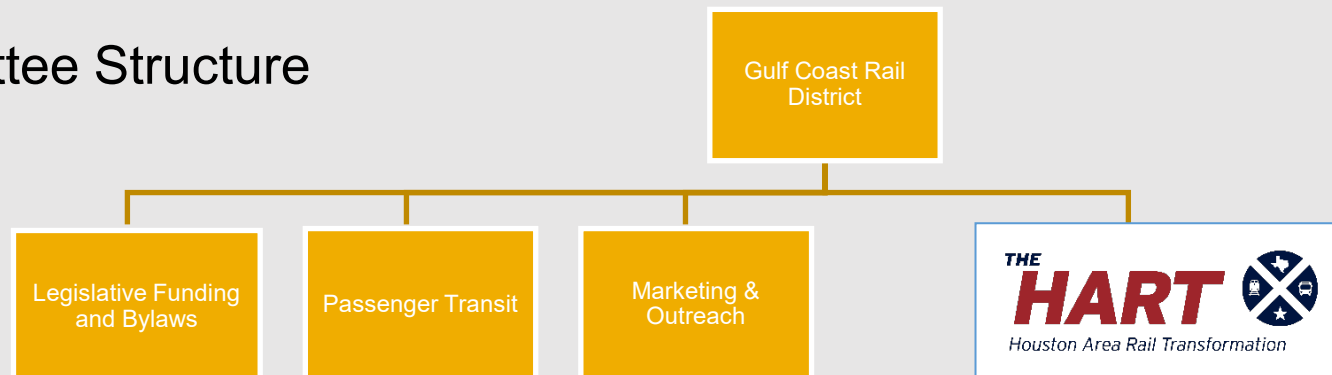 ttee Structure
Gulf Coast Rail
District
Legislative Funding
and Bylaws
Passenger Transit
Marketing &
Outreach
THE
HART
Houston Area Rail Transformation